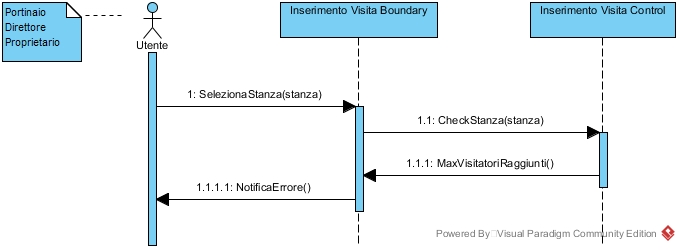 Portinaio
Direttore
Proprietario
Utente
Inserimento Visita Boundary
Inserimento Visita Control
1: SelezionaStanza(stanza)
1.1: CheckStanza(stanza)
1.1.1: MaxVisitatoriRaggiunti()
1.1.1.1: NotificaErrore()
Powered By Visual Paradigm Community Edition